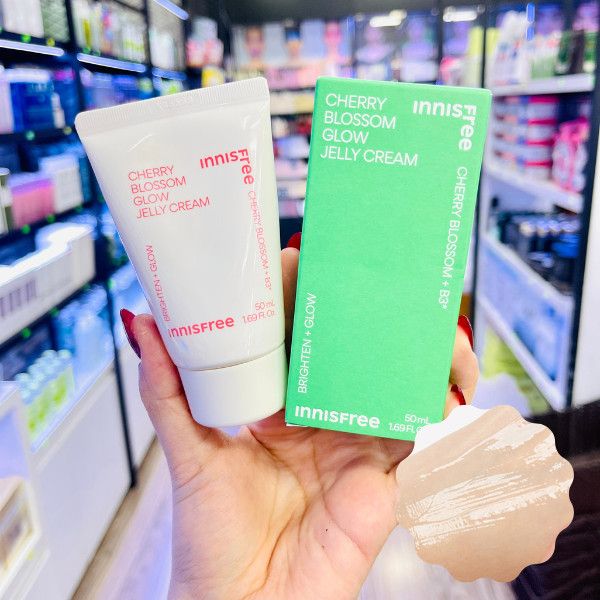 CHERRY
BLOSSOM
GLOW
JELLY CREAM
INNISFree
CHERRY BLOSSOM + B3*
BRIGHTEN + GLOW
50 mL
1.69 FL.Oz.
INNISFree
CHERRY
BLOSSOM
GLOW
JELLY CREAM
INNISFree
CHERRY BLOSSOM + B3*
BRIGHTEN + GLOW
INNISFree
50 mL
1.69 FL.